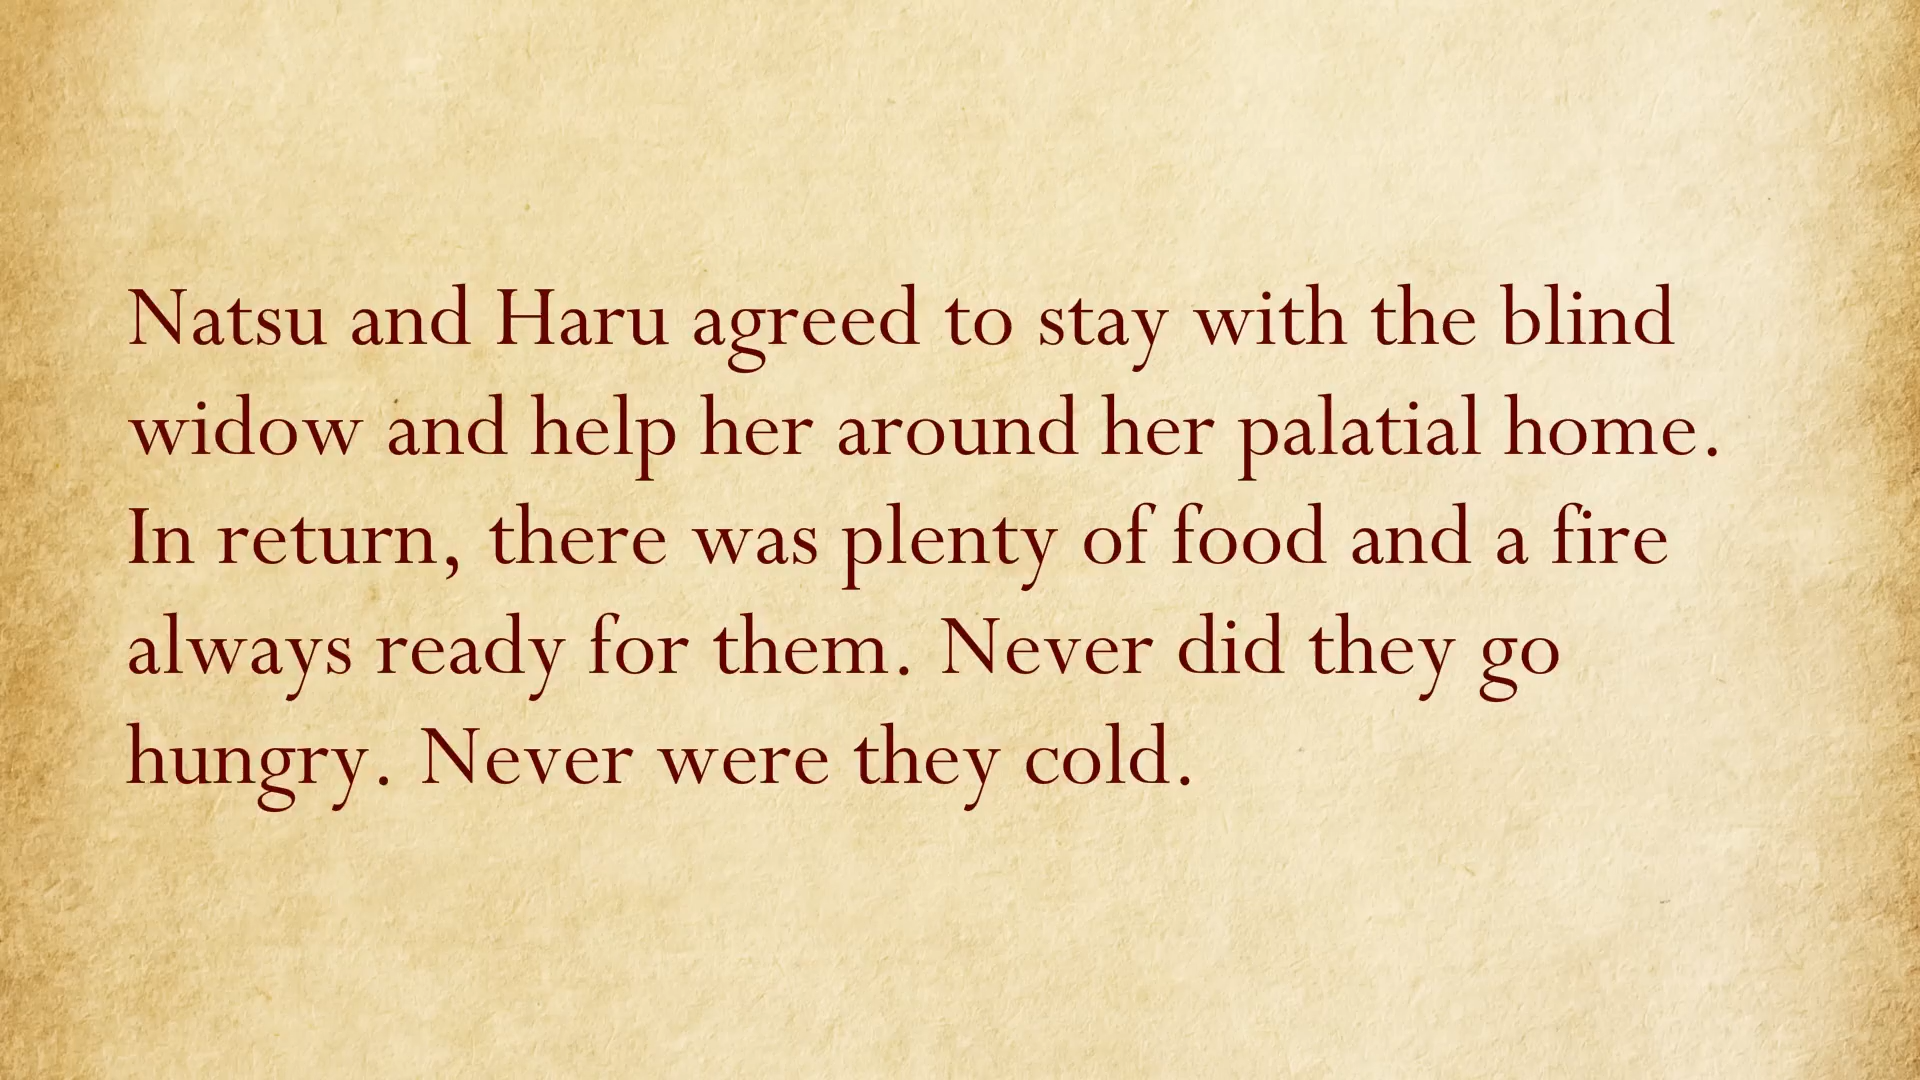 Natsu and Haru agreed to stay with the blind
widow and help her around her palatial home.
In return, there was plenty of food and a fire
always ready for them. Never did they go
hungry. Never were they cold.